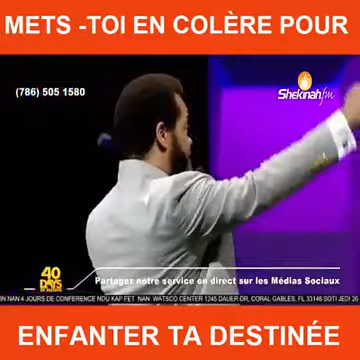 METS -TOI EN COLÈRE POUR
(786) 505 1580
Shekinah.fm
40
DAYS
Partagez notre service en direct sur les Médias Sociaux
IN NAN 4 JOURS DE CONFERENCE NOU KAP FET NAN WATSCO CENTER 1245 DAUER DR, CORAL GABLES, FL 33146 SOTI JEDI 26
ENFANTER TA DESTINÉE